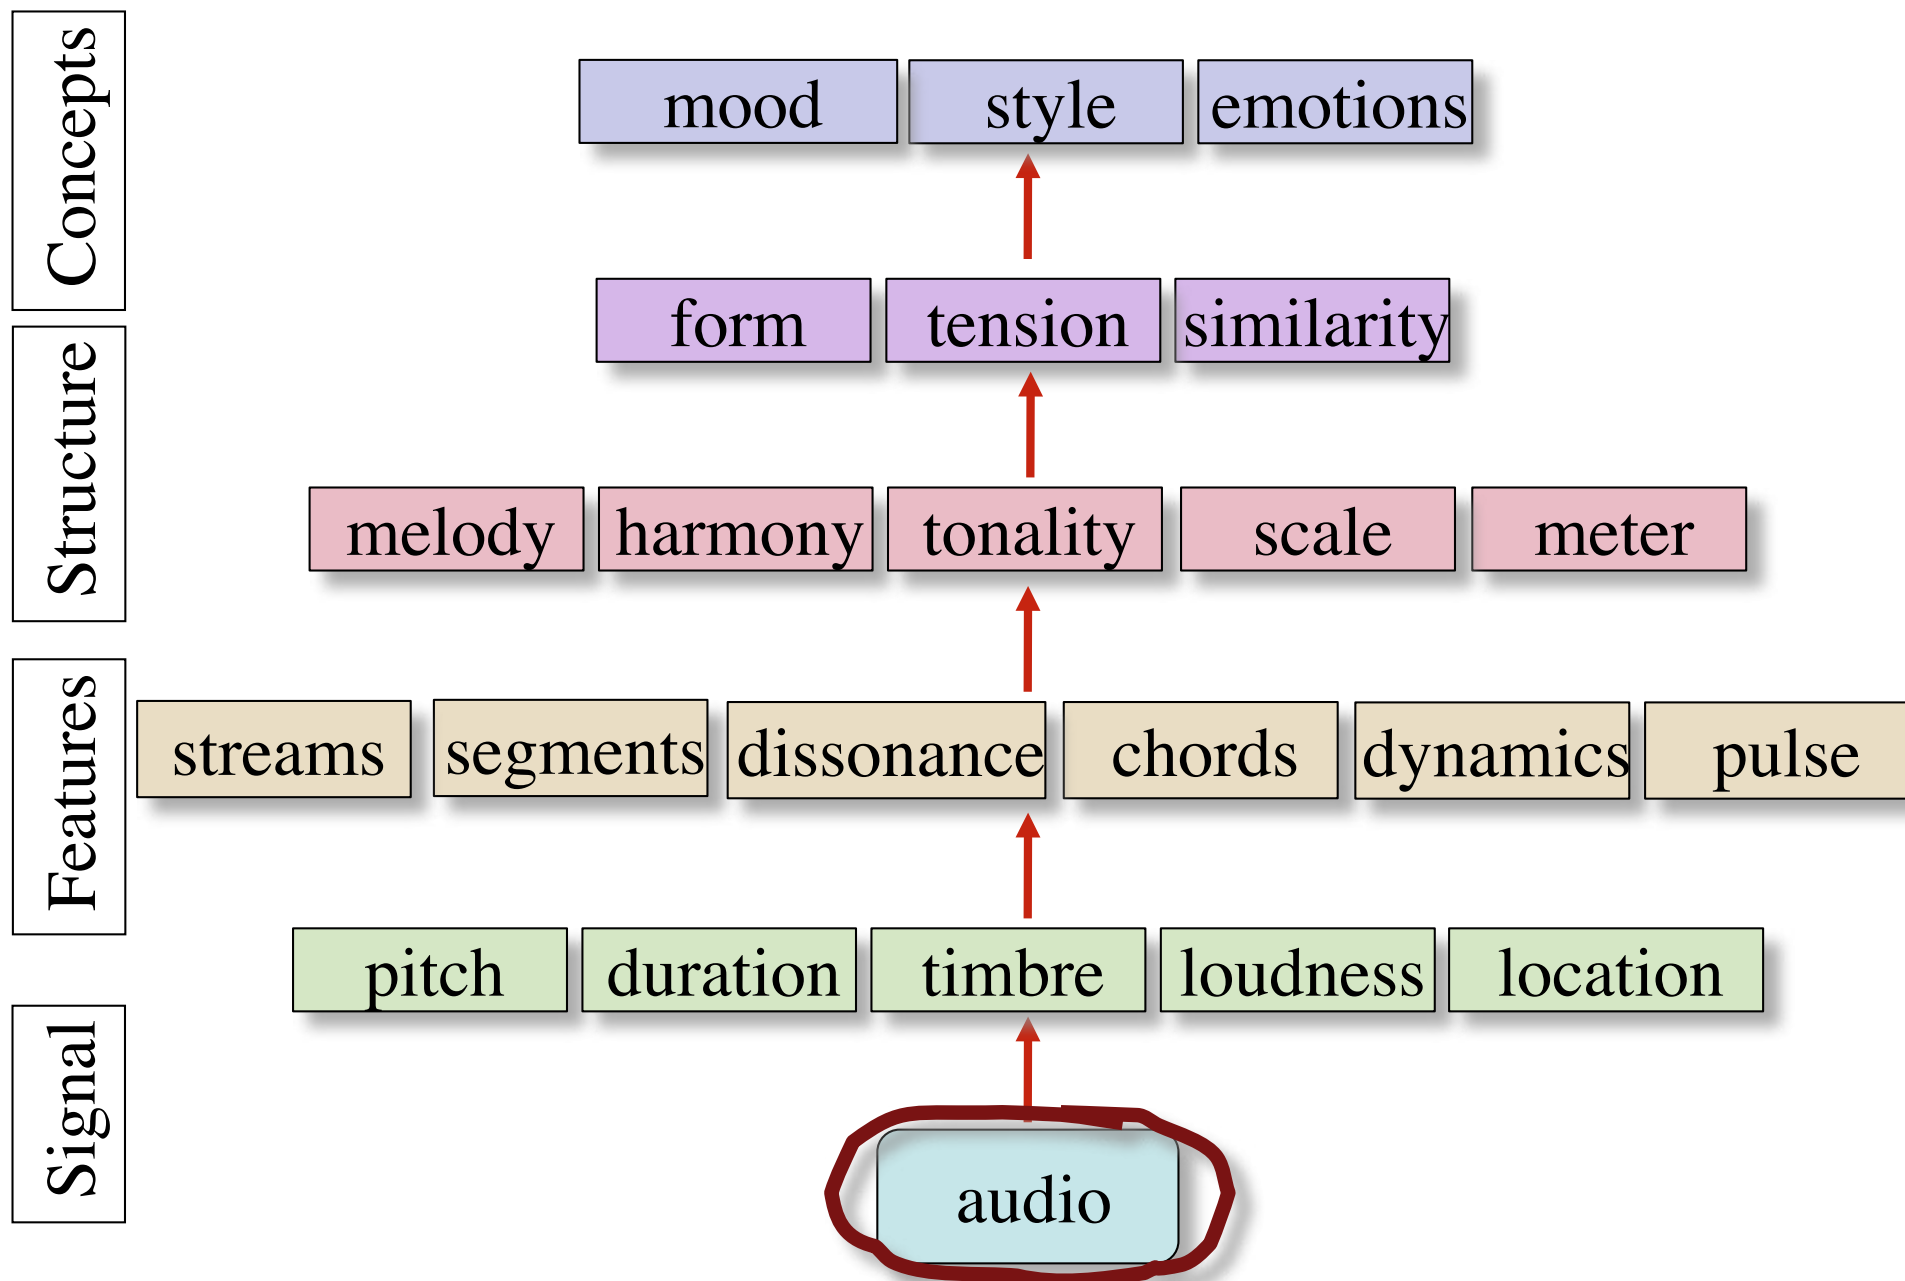 Concepts
mood style emotions
form tension similarity
Structure
melody harmony tonality scale meter
Features
streams segments dissonance chords dynamics pulse
pitch duration timbre loudness location
Signal
audio